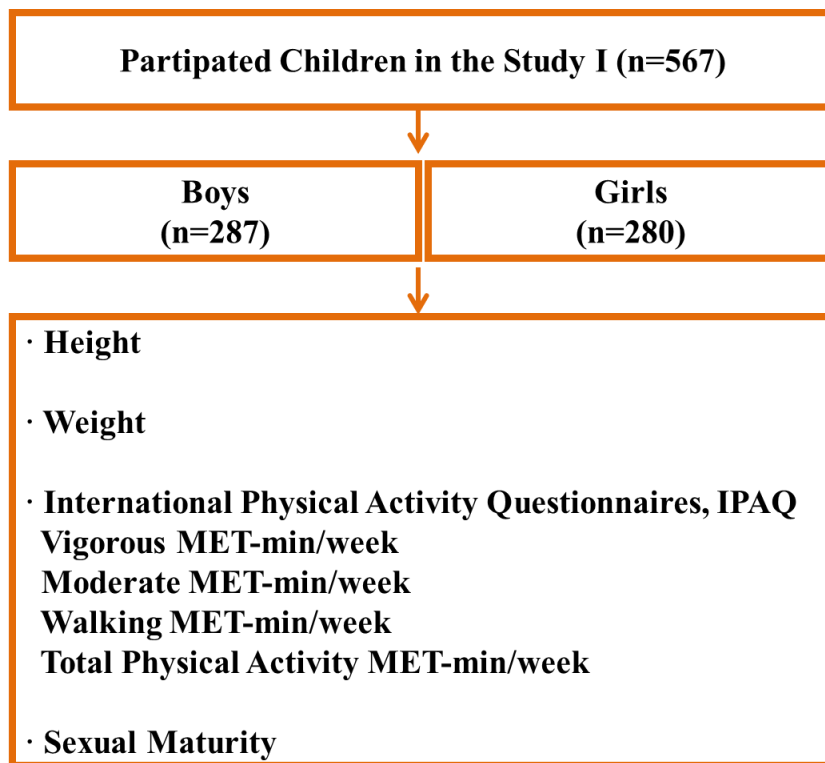 Partipated Children in the Study I (n=567)
Boys
(n=287)
Girls
(n=280)
· Height
· Weight
· International Physical Activity Questionnaires, IPAQ
Vigorous MET-min/week
Moderate MET-min/week
Walking MET-min/week
Total Physical Activity MET-min/week
· Sexual Maturity